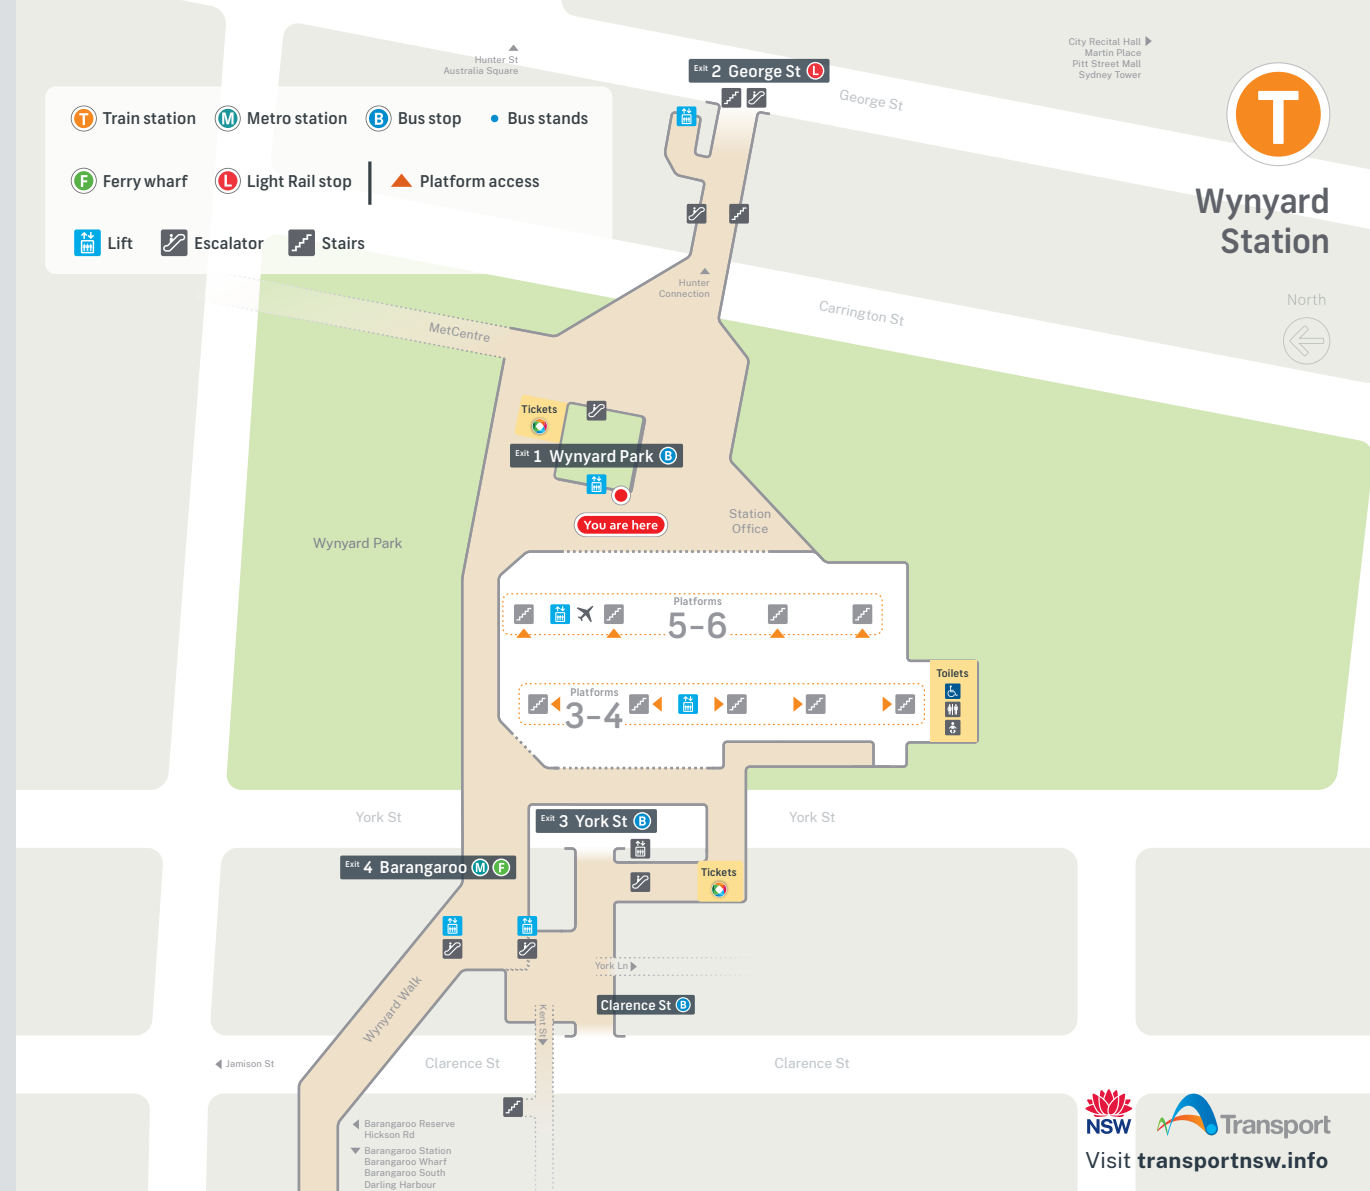 Hunter St
Australia Square
Exit 2 George St L
George St
City Recital Hall
Martin Place
Pitt Street Mall
Sydney Tower
T
Wynyard
Station
North
T Train station
M Metro station
B Bus stop
Bus stands
F Ferry wharf
L Light Rail stop
Platform access
Lift
Escalator
Stairs
Hunter
Connection
Carrington St
MetCentre
Tickets
Exit 1 Wynyard Park B
You are here
Station
Office
Wynyard Park
Platforms
5-6
Platforms
3-4
Toilets
York St
York St
Exit 3 York St B
Exit 4 Barangaroo M F
Tickets
York Ln
Clarence St B
Kent St
Wynyard Walk
Jamison St
Clarence St
Clarence St
Barangaroo Reserve
Hickson Rd
Barangaroo Station
Barangaroo Wharf
Barangaroo South
Darling Harbour
NSW
Transport
Visit transportnsw.info